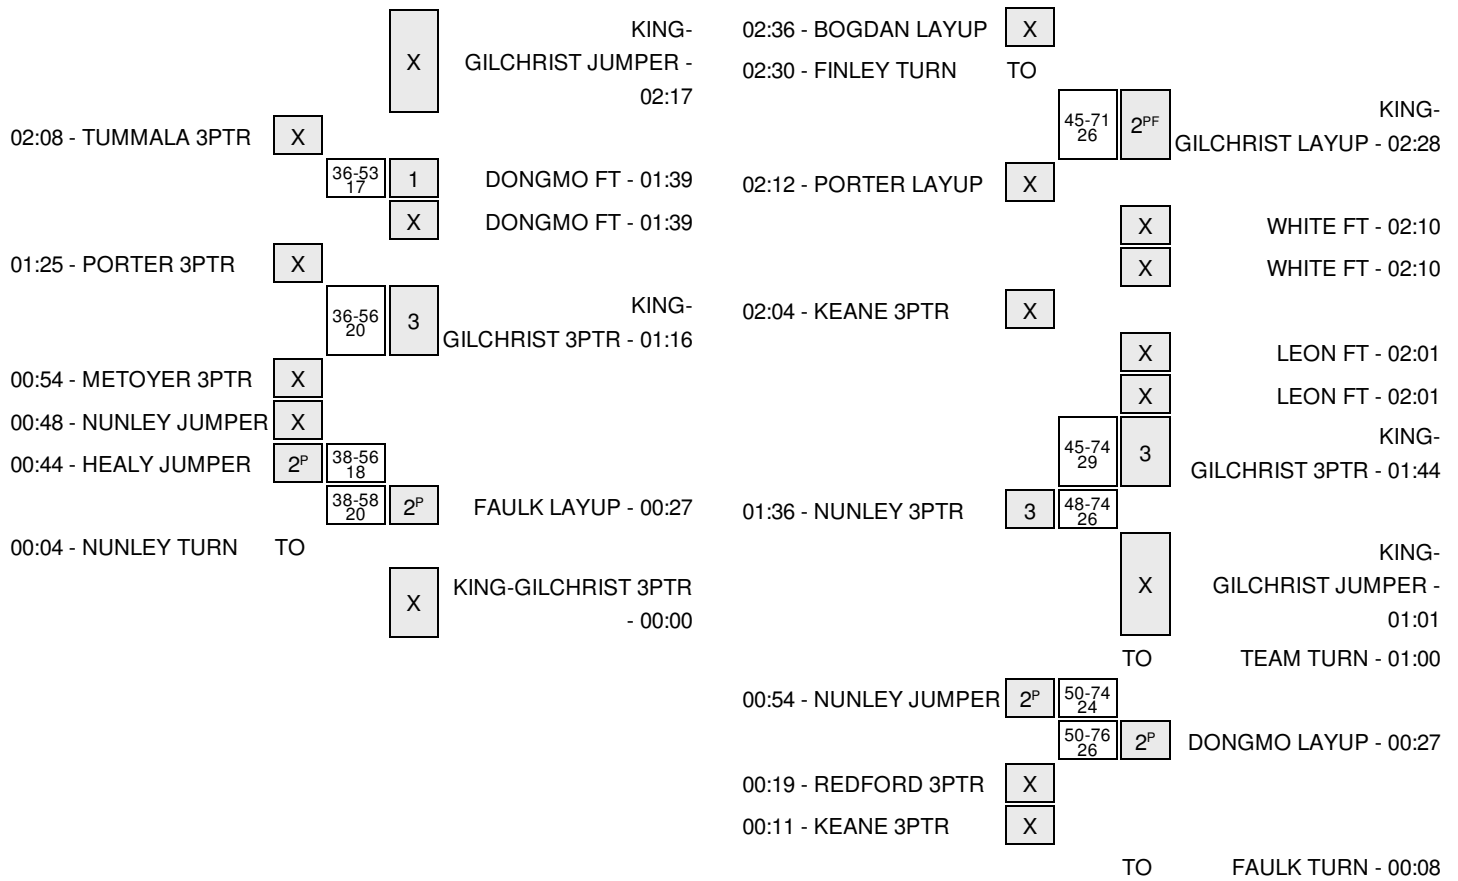 X
KING-
GILCHRIST JUMPER -
02:17
02:08 - TUMMALA 3PTR X
36-53
17
1 DONGMO FT - 01:39
X DONGMO FT - 01:39
01:25 - PORTER 3PTR X
36-56
20
3
KING-
GILCHRIST 3PTR - 01:16
00:54 - METOYER 3PTR X
00:48 - NUNLEY JUMPER X
00:44 - HEALY JUMPER 2P
38-56
18
38-58
20
2P FAULK LAYUP - 00:27
00:04 - NUNLEY TURN TO
X
KING-GILCHRIST 3PTR
- 00:00
02:36 - BOGDAN LAYUP X
02:30 - FINLEY TURN TO
45-71
26
2PF
KING-
GILCHRIST LAYUP - 02:28
02:12 - PORTER LAYUP X
X WHITE FT - 02:10
X WHITE FT - 02:10
02:04 - KEANE 3PTR X
X LEON FT - 02:01
X LEON FT - 02:01
45-74
29
3
KING-
GILCHRIST 3PTR - 01:44
01:36 - NUNLEY 3PTR 3
48-74
26
X
KING-
GILCHRIST JUMPER -
01:01
TO TEAM TURN - 01:00
00:54 - NUNLEY JUMPER 2P
50-74
24
50-76
26
2P DONGMO LAYUP - 00:27
00:19 - REDFORD 3PTR X
00:11 - KEANE 3PTR X
TO FAULK TURN - 00:08